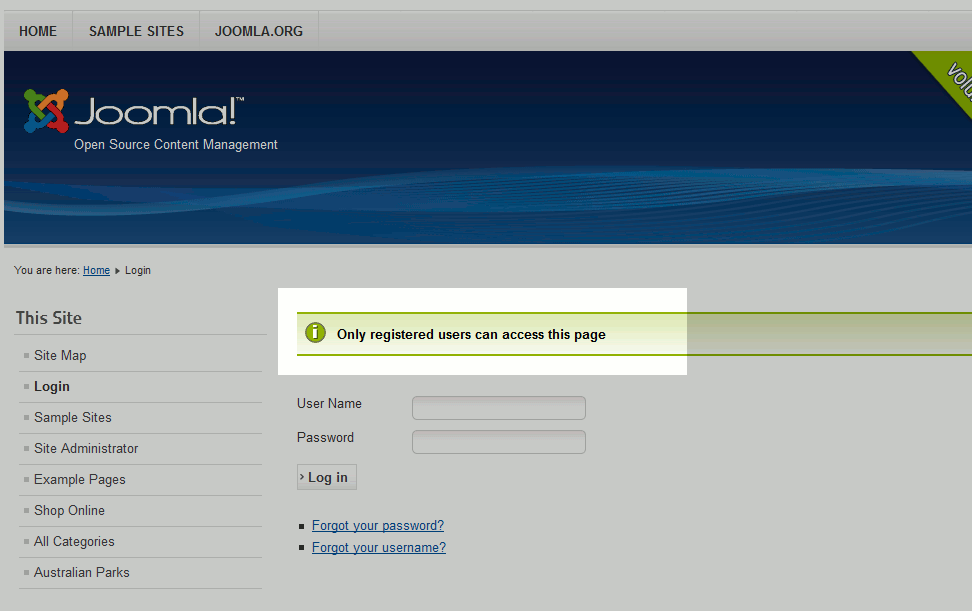 HOME SAMPLE SITES JOOMLA.ORG
Joomla!™
Open Source Content Management
You are here: Home Login
This Site
Site Map
Login
Sample Sites
Site Administrator
Example Pages
Shop Online
All Categories
Australian Parks
Only registered users can access this page
User Name
Password
Log in
Forgot your password?
Forgot your username?